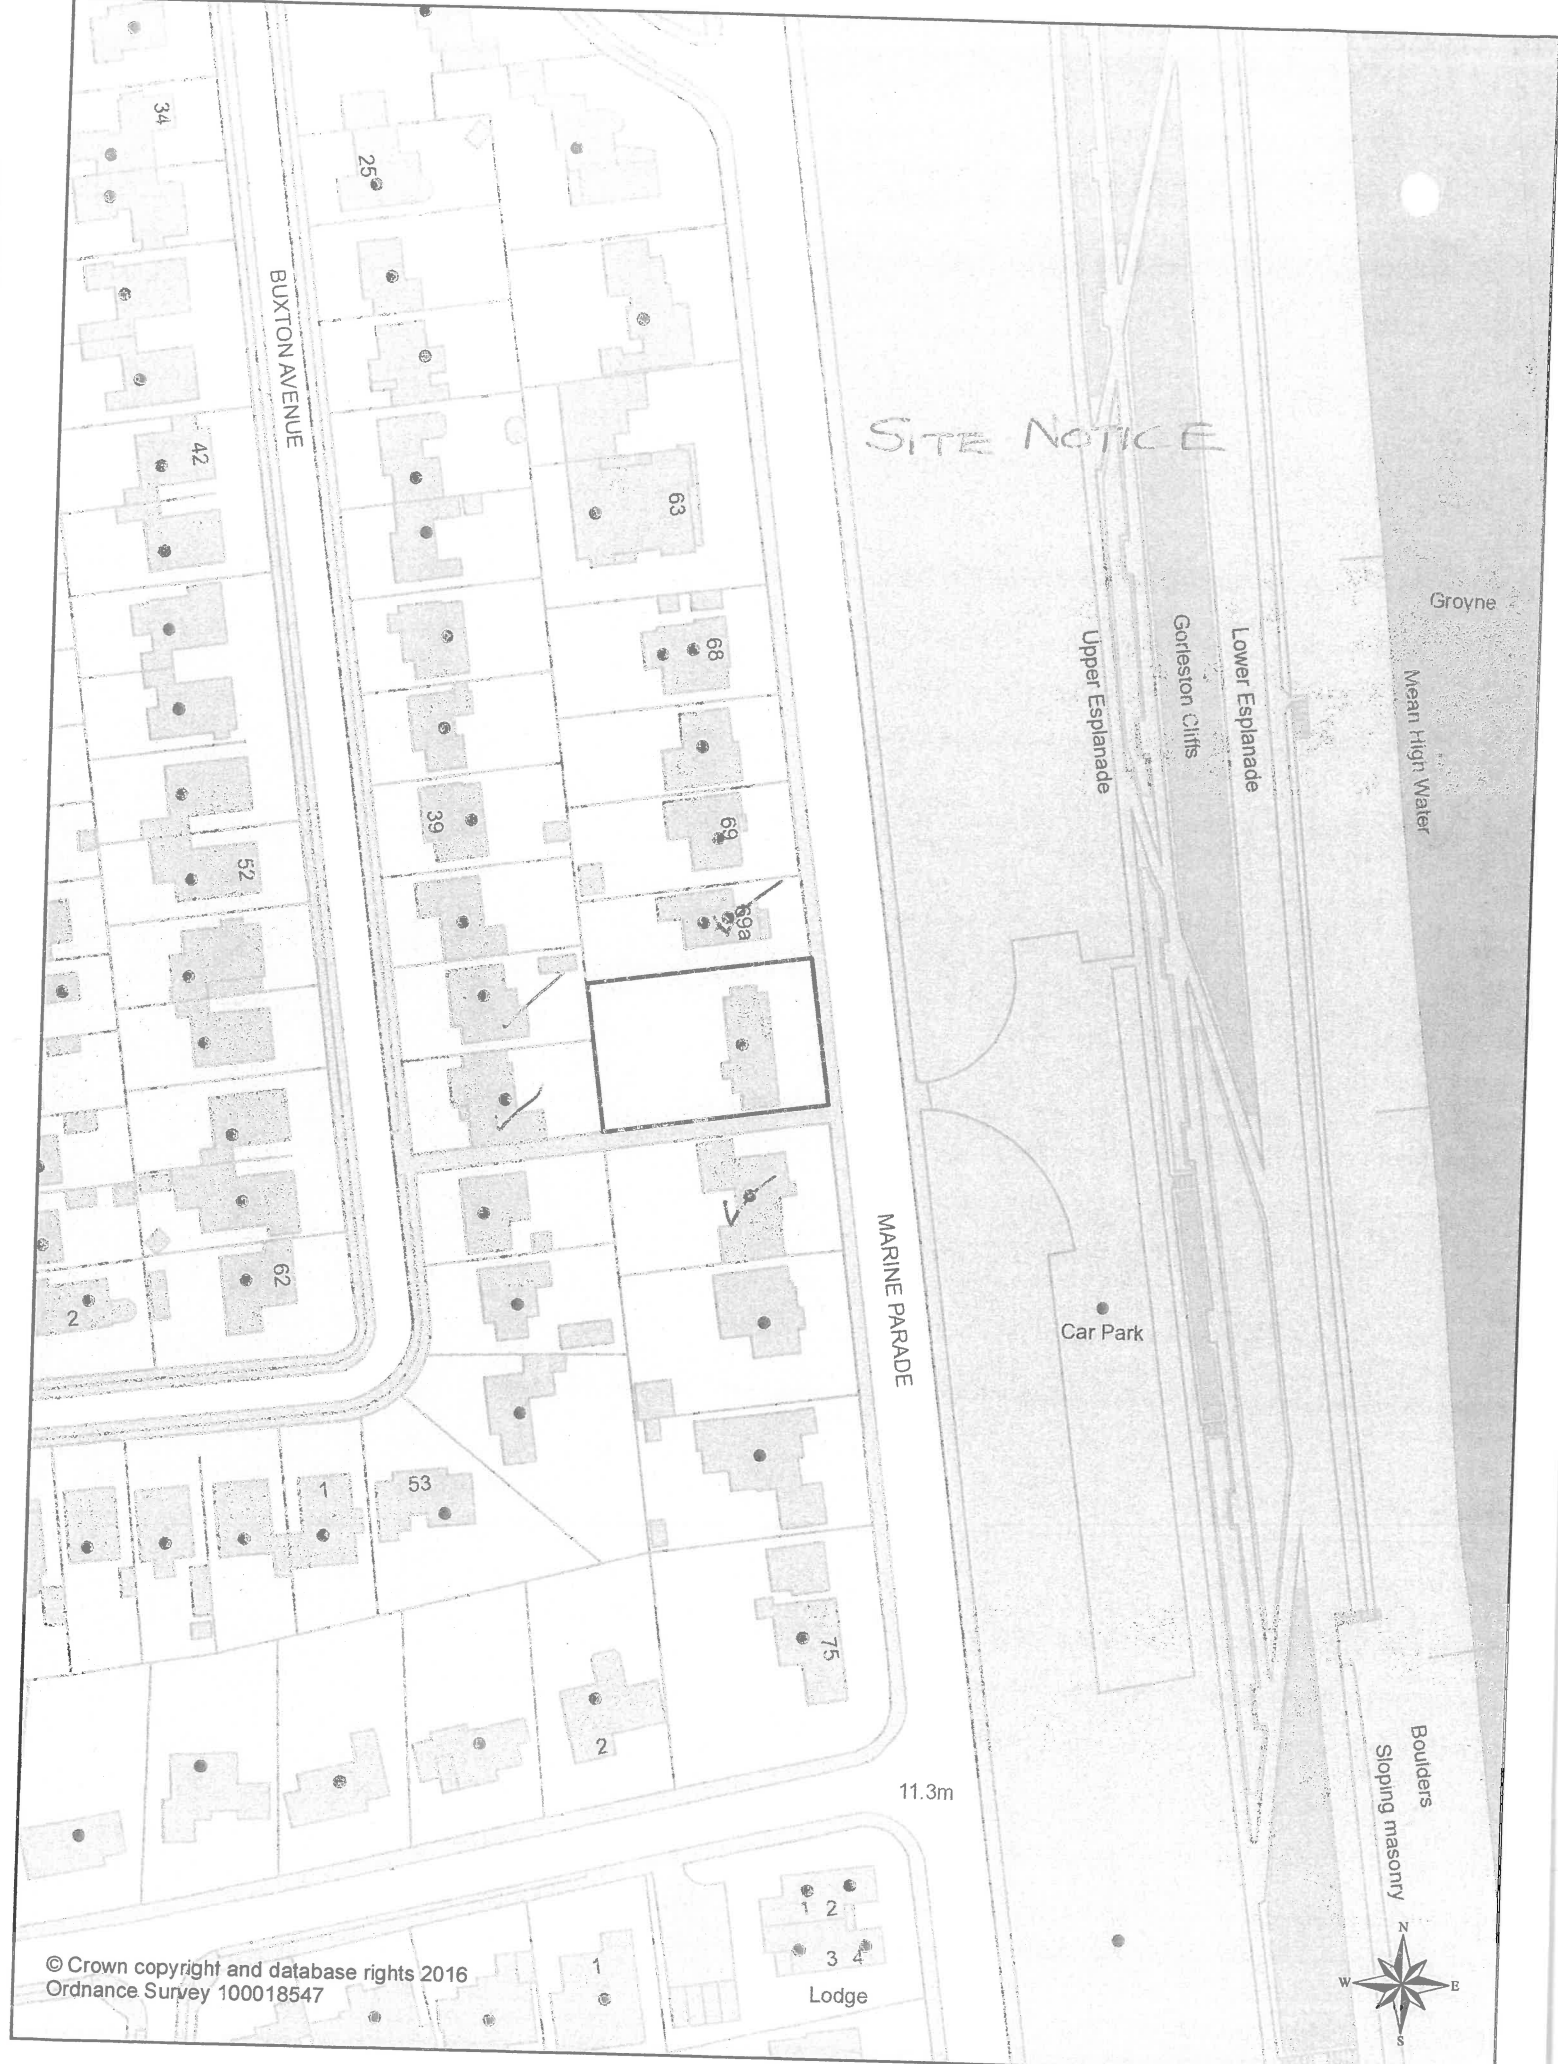 34
25
BUXTON AVENUE
SITE NOTICE
42
63
Groyne
68
Upper Esplanade
Gorleston Cliffs
Lower Esplanade
Mean High Water
39
69
52
69a
MARINE PARADE
62
2
Car Park
53
1
75
2
Boulders
Sloping masonry
11.3m
1 2
3 4
Lodge
1
N
W E
S
© Crown copyright and database rights 2016
Ordnance Survey 100018547